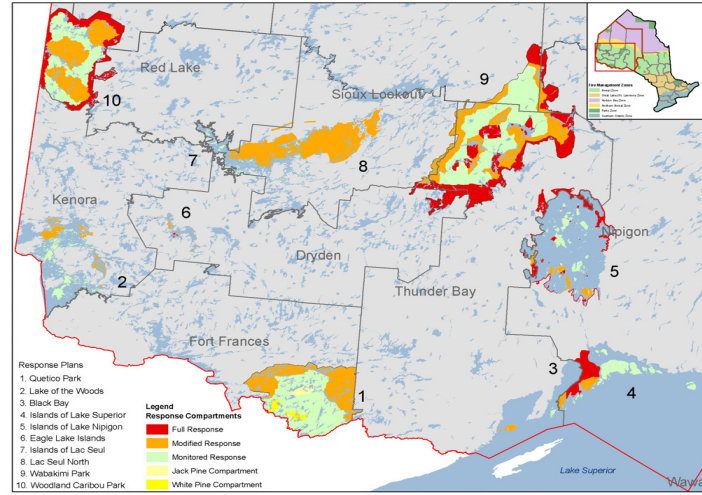 Red Lake
Sioux Lookout
9
10
7
8
Kenora
6
Dryden
Nipigon
2
Thunder Bay
5
Fort Frances
3
1
4
Lake Superior
Wawa
Response Plans
1. Quetico Park
2. Lake of the Woods
3. Black Bay
4. Islands of Lake Superior
5. Islands of Lake Nipigon
6. Eagle Lake Islands
7. Islands of Lac Seul
8. Lac Seul North
9. Wabakimi Park
10. Woodland Caribou Park
Legend
Response Compartments
Full Response
Modified Response
Monitored Response
Jack Pine Compartment
White Pine Compartment
Fire Management Zones